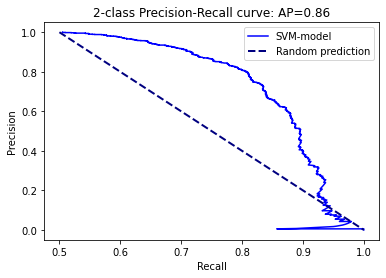 2-class Precision-Recall curve: AP=0.86
SVM-model
Random prediction
Precision
1.0
0.8
0.6
0.4
0.2
0.0
0.5 0.6 0.7 0.8 0.9 1.0
Recall